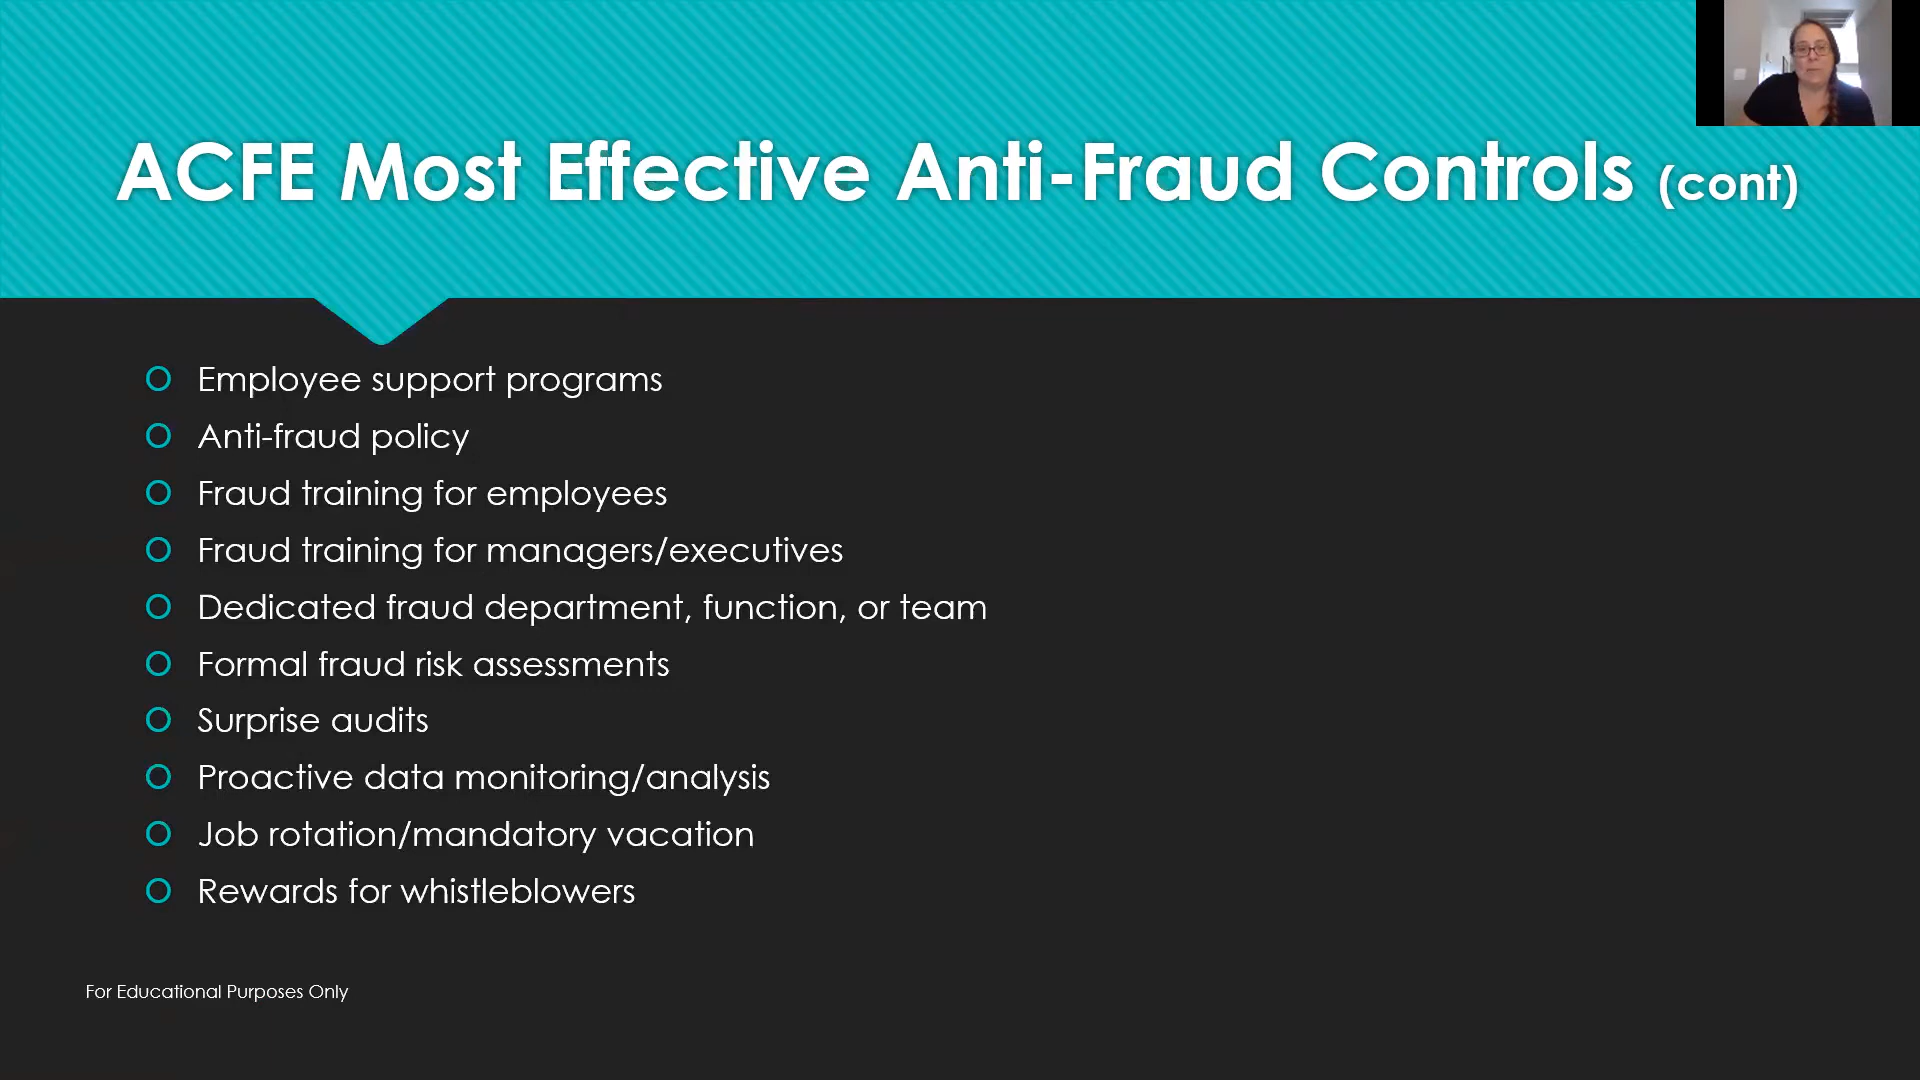 ACFE Most Effective Anti-Fraud Controls (cont)
Employee support programs
Anti-fraud policy
Fraud training for employees
Fraud training for managers/executives
Dedicated fraud department, function, or team
Formal fraud risk assessments
Surprise audits
Proactive data monitoring/analysis
Job rotation/mandatory vacation
Rewards for whistleblowers
For Educational Purposes Only